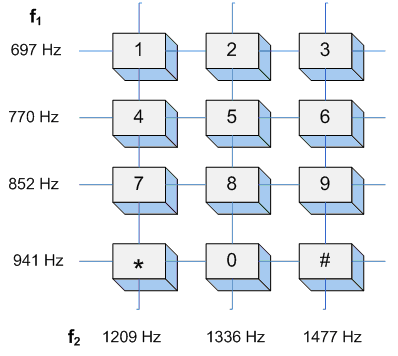 f1
697 Hz 1 2 3
770 Hz 4 5 6
852 Hz 7 8 9
941 Hz * 0 #
f2 1209 Hz 1336 Hz 1477 Hz